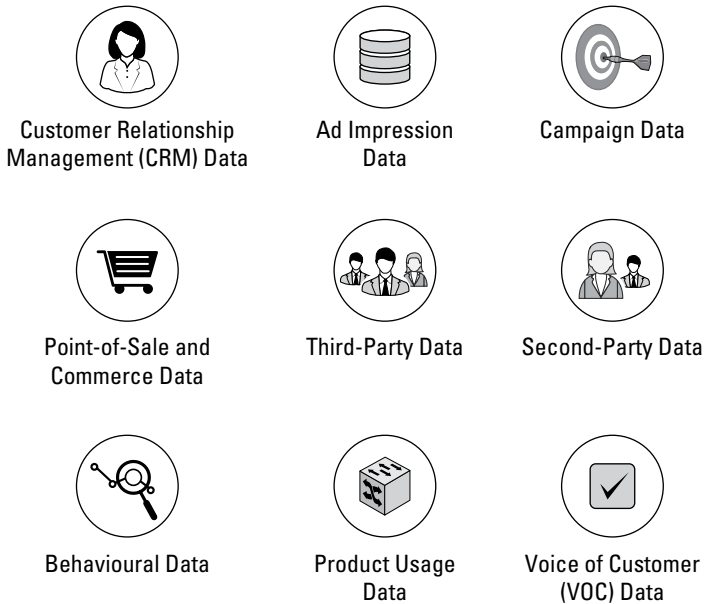 Customer Relationship
Management (CRM) Data
Ad Impression
Data
Campaign Data
Point-of-Sale and
Commerce Data
Third-Party Data
Second-Party Data
Behavioural Data
Product Usage
Data
Voice of Customer
(VOC) Data